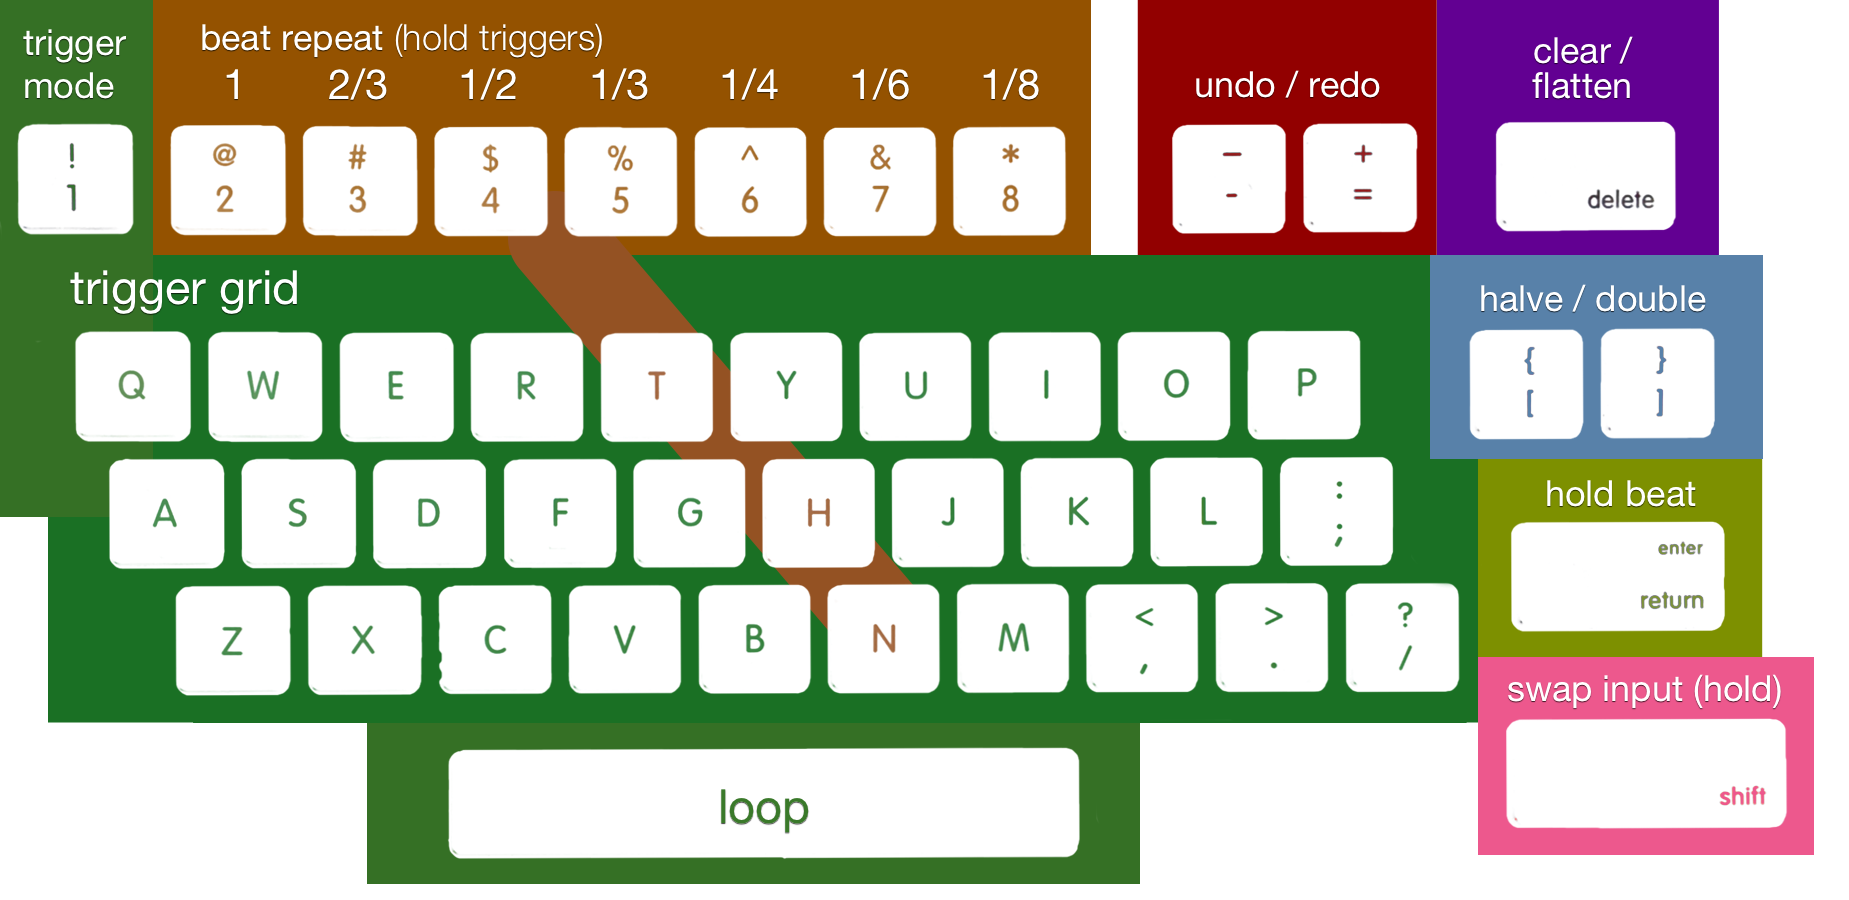 trigger
mode
beat repeat (hold triggers)
1 2/3 1/2 1/3 1/4 1/6 1/8
undo / redo
clear /
flatten
! @ # $ % ^ & * – +
1 2 3 4 5 6 7 8 - =
delete
trigger grid
halve / double
Q W E R T Y U I O P
{ }
[ ]
A S D F G H J K L : ;
hold beat
enter
return
Z X C V B N M < , > . ? /
swap input (hold)
shift
loop